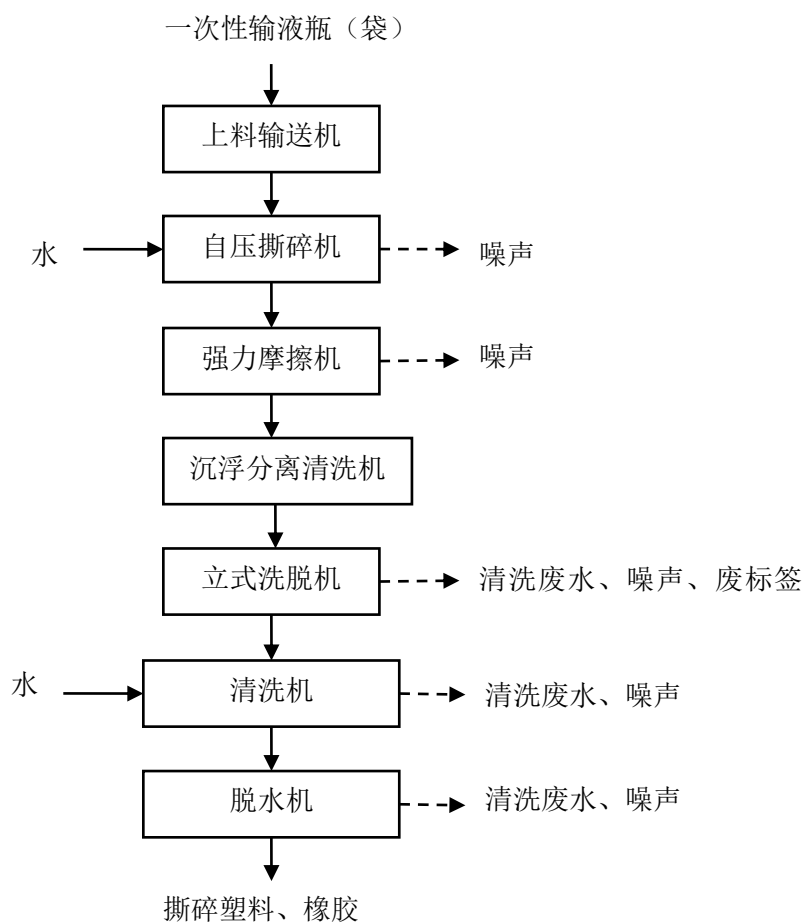 一次性输液瓶（袋）
上料输送机
水
自压撕碎机
噪声
强力摩擦机
噪声
沉浮分离清洗机
立式洗脱机
清洗废水、噪声、废标签
水
清洗机
清洗废水、噪声
脱水机
清洗废水、噪声
撕碎塑料、橡胶